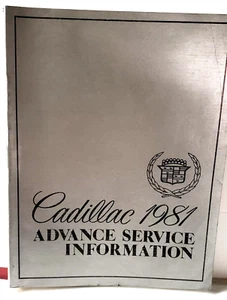 Cadillac 1981
ADVANCE SERVICE
INFORMATION